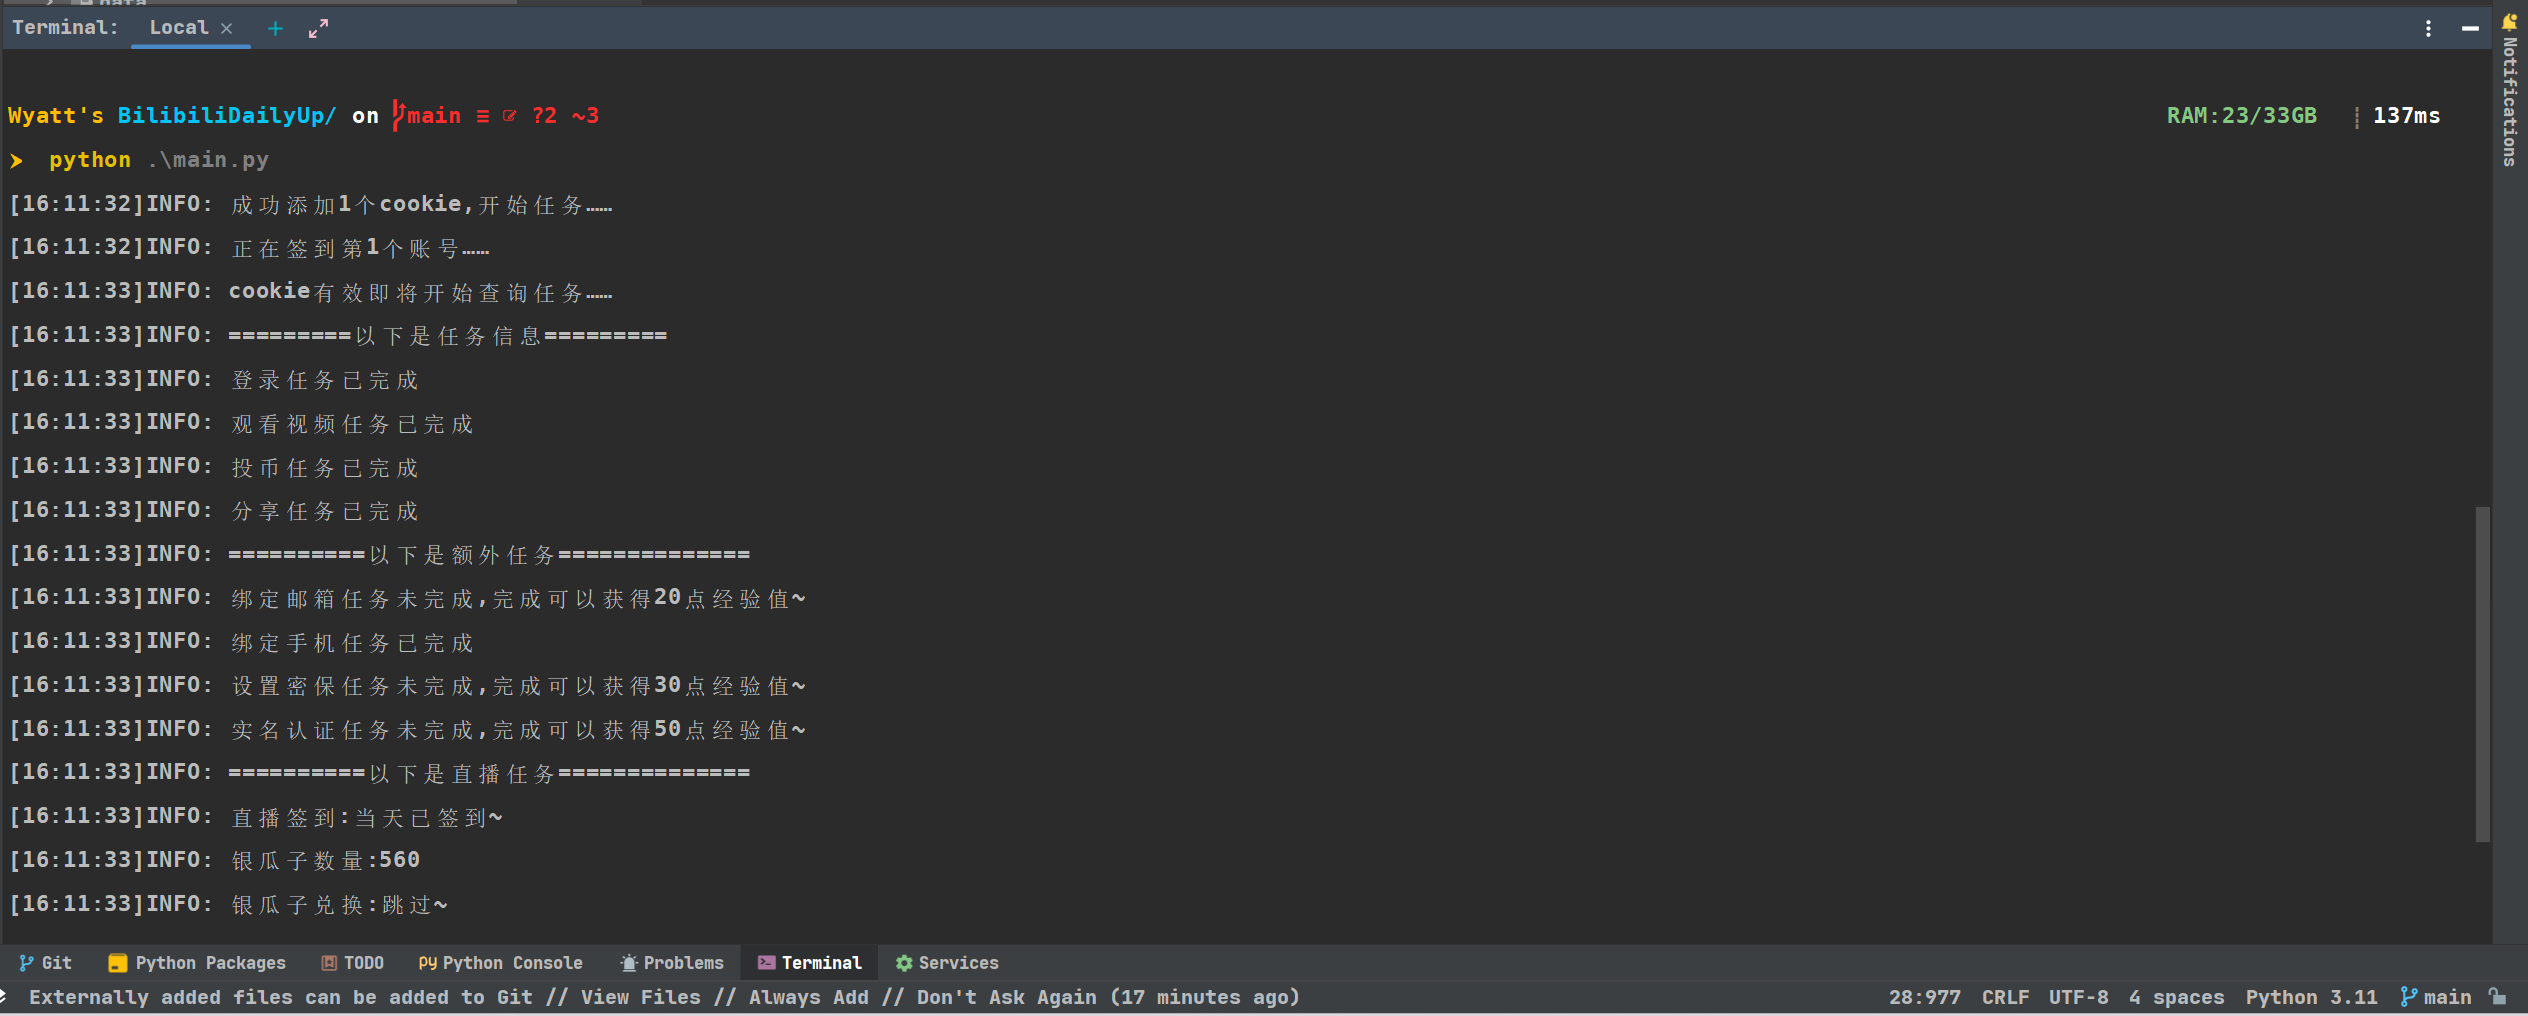 Terminal: Local
Notifications
Wyatt's BilibiliDailyUp/ on main ≡ ?2 ~3 RAM:23/33GB 137ms
python .\main.py
[16:11:32]INFO: 成功添加1个cookie,开始任务……
[16:11:32]INFO: 正在签到第1个账号……
[16:11:33]INFO: cookie有效即将开始查询任务……
[16:11:33]INFO: =========以下是任务信息=========
[16:11:33]INFO: 登录任务已完成
[16:11:33]INFO: 观看视频任务已完成
[16:11:33]INFO: 投币任务已完成
[16:11:33]INFO: 分享任务已完成
[16:11:33]INFO: ==========以下是额外任务==============
[16:11:33]INFO: 绑定邮箱任务未完成,完成可以获得20点经验值~
[16:11:33]INFO: 绑定手机任务已完成
[16:11:33]INFO: 设置密保任务未完成,完成可以获得30点经验值~
[16:11:33]INFO: 实名认证任务未完成,完成可以获得50点经验值~
[16:11:33]INFO: ==========以下是直播任务==============
[16:11:33]INFO: 直播签到:当天已签到~
[16:11:33]INFO: 银瓜子数量:560
[16:11:33]INFO: 银瓜子兑换:跳过~
Git Python Packages TODO Python Console Problems Terminal Services
Externally added files can be added to Git // View Files // Always Add // Don't Ask Again (17 minutes ago) 28:977 CRLF UTF-8 4 spaces Python 3.11 main